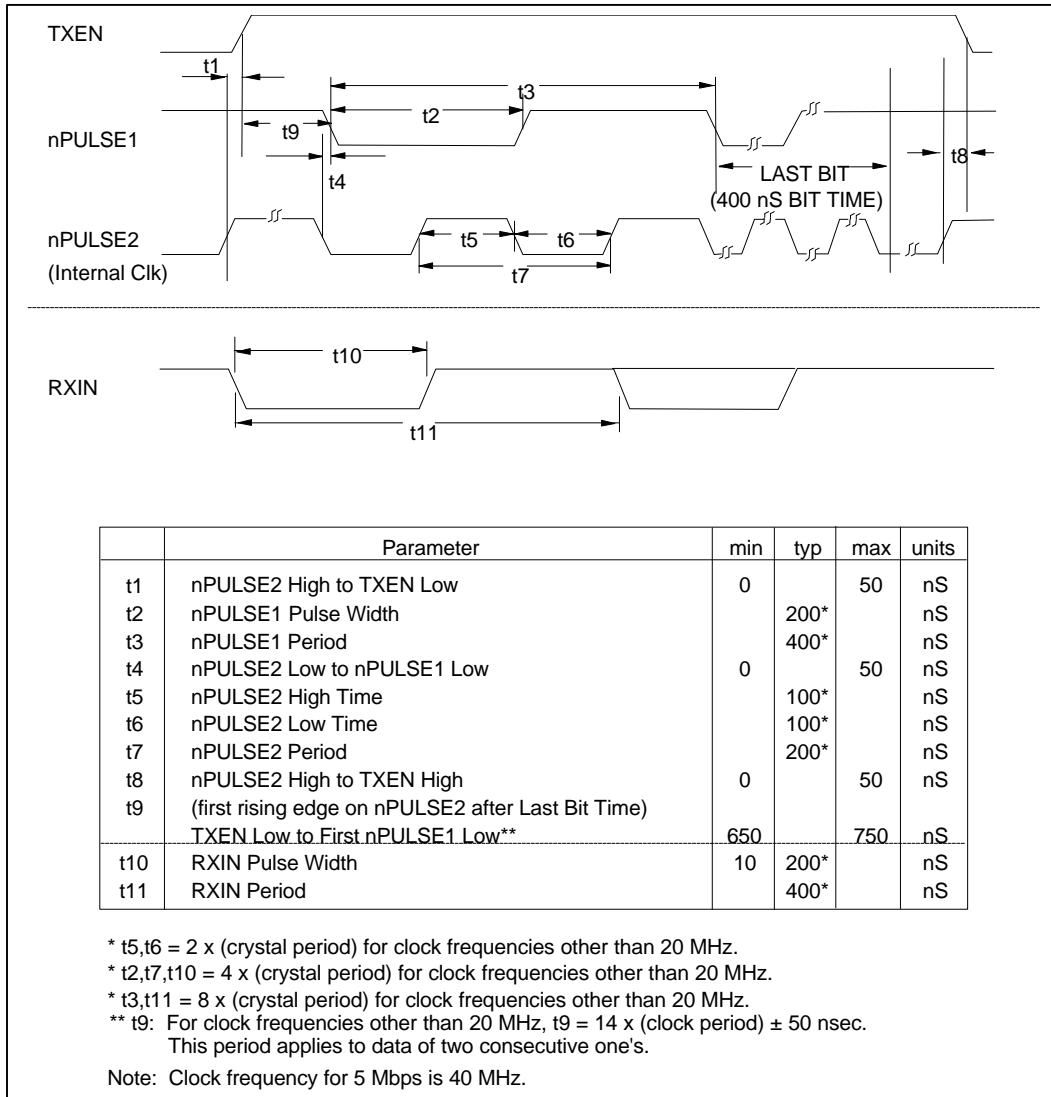 TXEN
t1
t3
t2
nPULSE1
t9
t4
t8
LAST BIT
(400 nS BIT TIME)
nPULSE2
(Internal Clk)
t5
t6
t7
RXIN
t10
t11
Parameter min typ max units
t1 nPULSE2 High to TXEN Low 0 50 nS
t2 nPULSE1 Pulse Width 200* nS
t3 nPULSE1 Period 400* nS
t4 nPULSE2 Low to nPULSE1 Low 0 50 nS
t5 nPULSE2 High Time 100* nS
t6 nPULSE2 Low Time 100* nS
t7 nPULSE2 Period 200* nS
t8 nPULSE2 High to TXEN High 0 50 nS
t9 (first rising edge on nPULSE2 after Last Bit Time)
TXEN Low to First nPULSE1 Low** 650 750 nS
t10 RXIN Pulse Width 10 200* nS
t11 RXIN Period 400* nS
* t5,t6 = 2 x (crystal period) for clock frequencies other than 20 MHz.
* t2,t7,t10 = 4 x (crystal period) for clock frequencies other than 20 MHz.
* t3,t11 = 8 x (crystal period) for clock frequencies other than 20 MHz.
** t9: For clock frequencies other than 20 MHz, t9 = 14 x (clock period) ± 50 nsec.
This period applies to data of two consecutive one's.
Note: Clock frequency for 5 Mbps is 40 MHz.